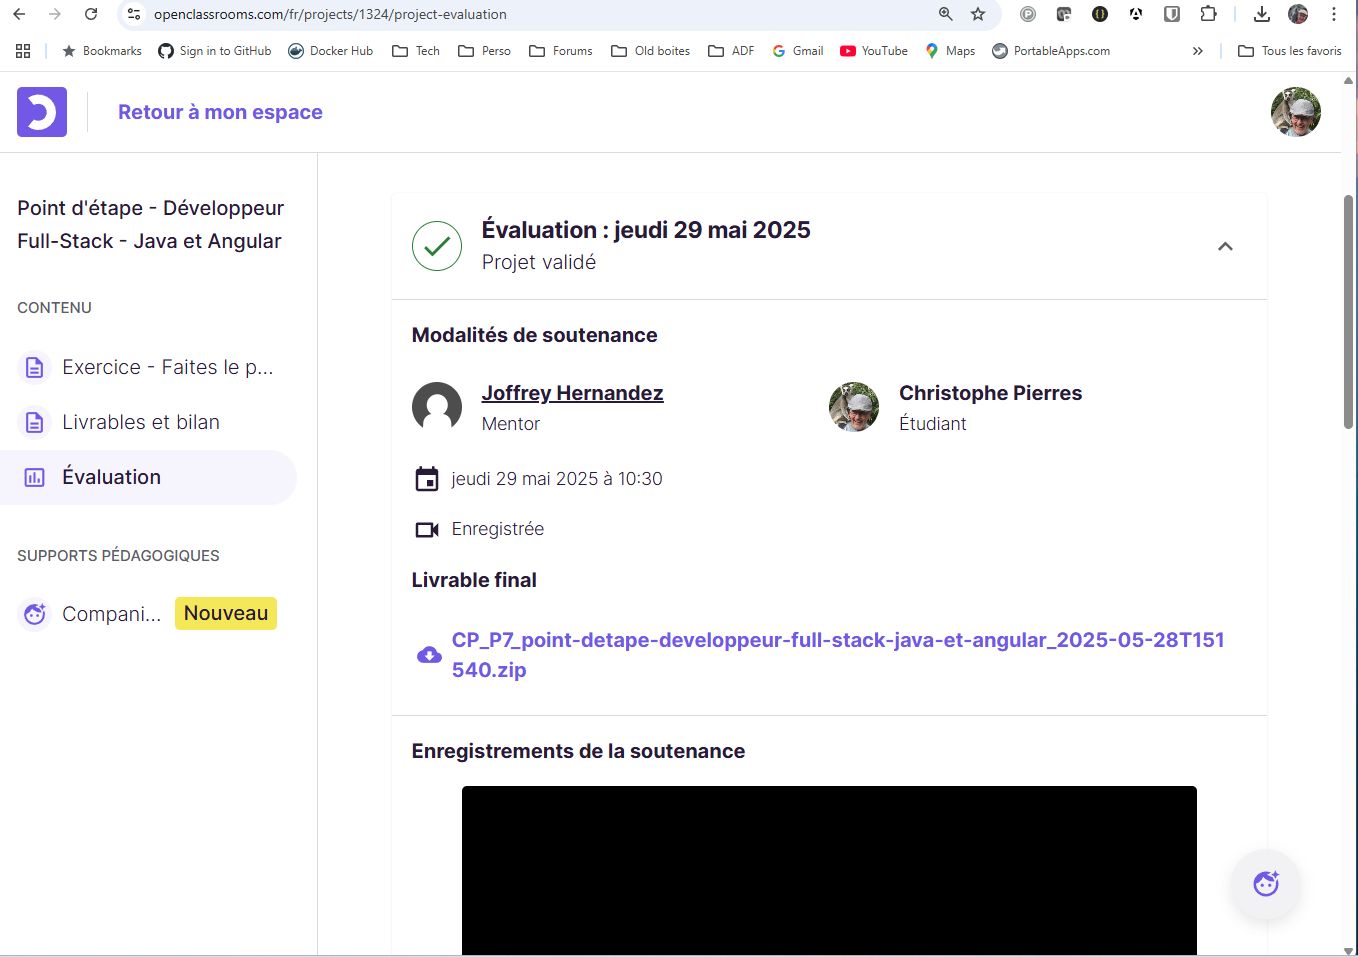 openclassrooms.com/fr/projects/1324/project-evaluation
Bookmarks
Sign in to GitHub
Docker Hub
Tech
Perso
Forums
Old boites
ADF
Gmail
YouTube
Maps
PortableApps.com
»
Tous les favoris
Retour à mon espace
Point d'étape - Développeur
Full-Stack - Java et Angular
CONTENU
Exercice - Faites le p...
Livrables et bilan
Évaluation
SUPPORTS PÉDAGOGIQUES
Compani...
Nouveau
Évaluation : jeudi 29 mai 2025
Projet validé
Modalités de soutenance
Joffrey Hernandez
Mentor
Christophe Pierres
Étudiant
jeudi 29 mai 2025 à 10:30
Enregistrée
Livrable final
CP_P7_point-detape-developpeur-full-stack-java-et-angular_2025-05-28T151
540.zip
Enregistrements de la soutenance